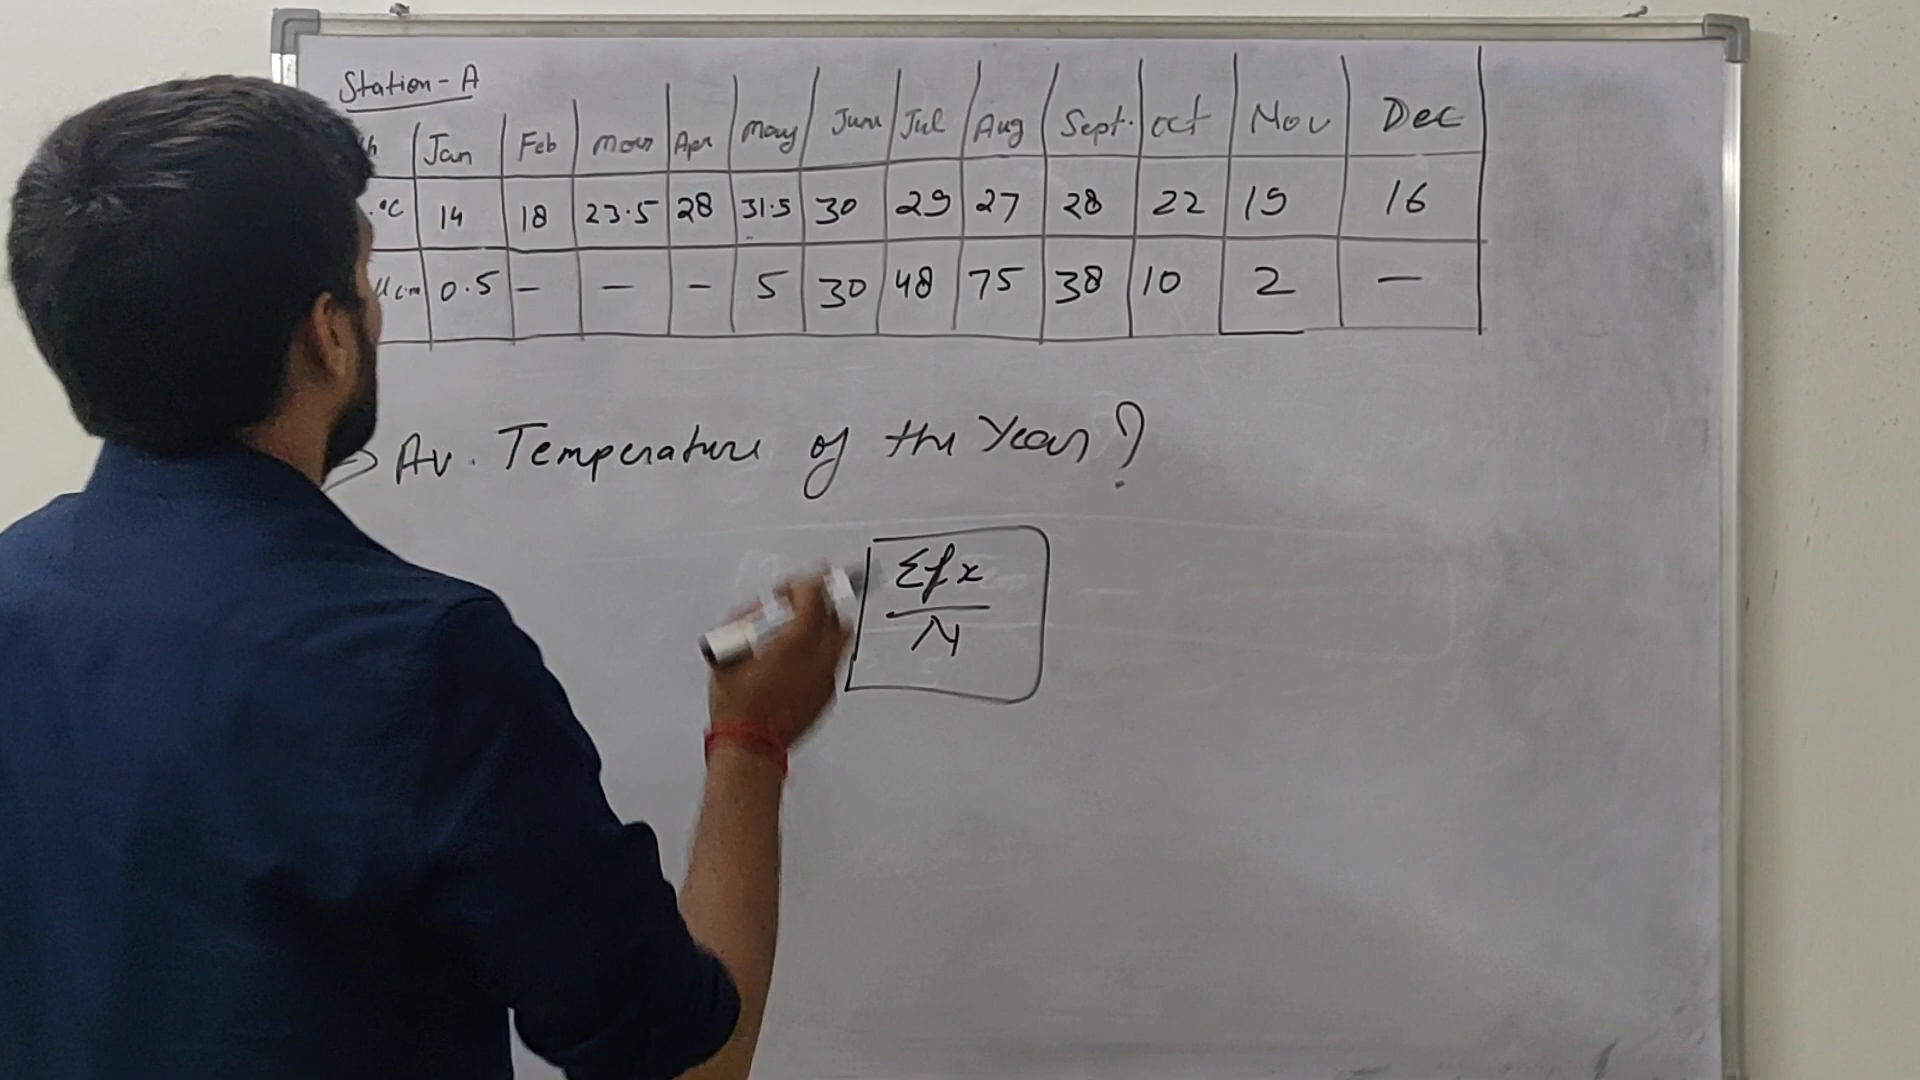 Station - A
Jan Feb Mar Apr May June Jul Aug Sept. Oct Nov Dec
°C 14 18 23.5 28 31.5 30 29 27 28 22 19 16
cm 0.5 - - - 5 30 48 75 38 10 2 -
→ Av. Temperature of the Year?
Σfx
N